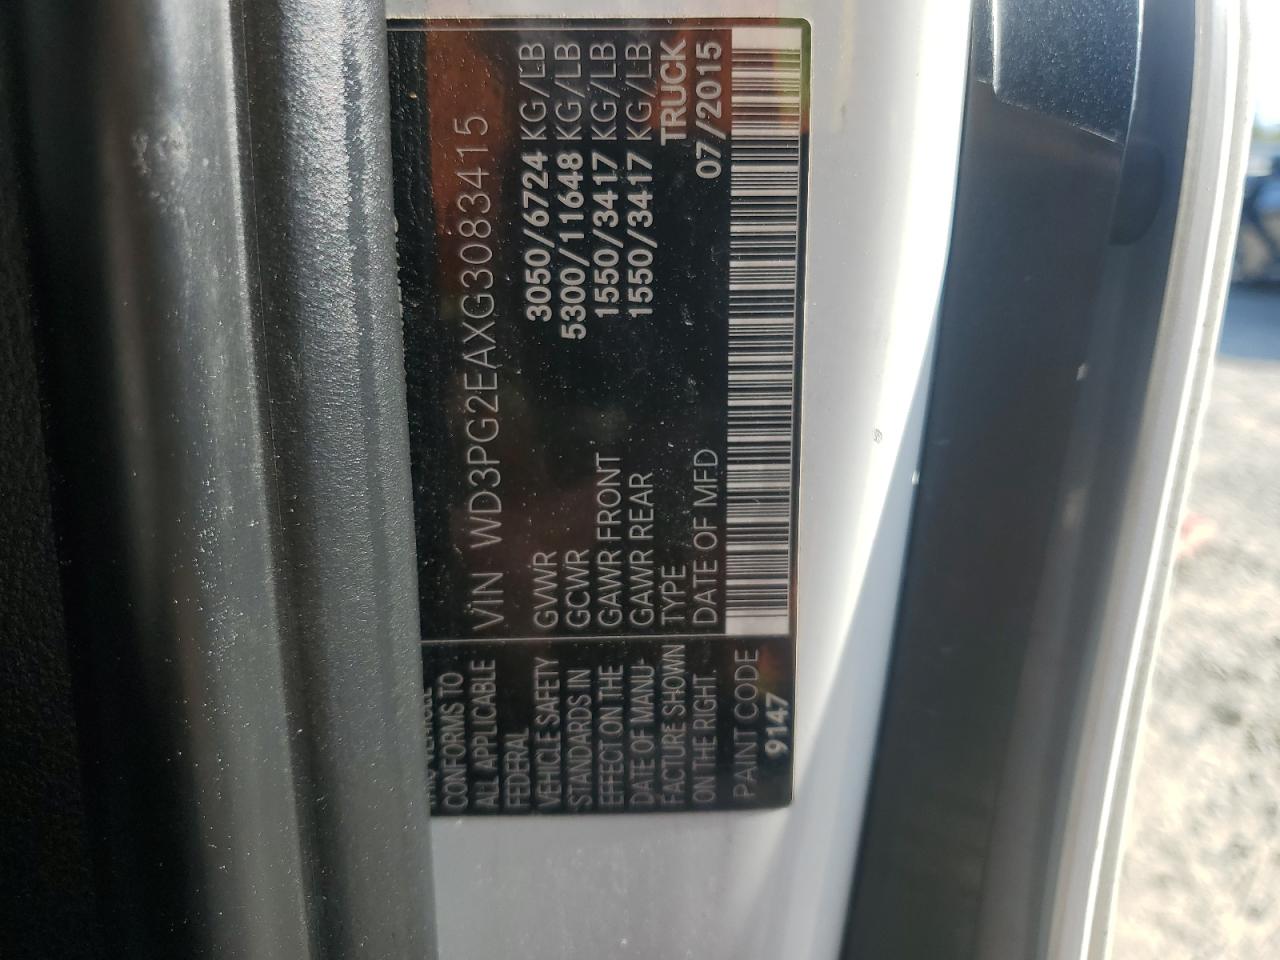 VIN WD3PG2EAXG3083415
GVWR 3050/6724 KG/LB
GCWR 5300/11648 KG/LB
GAWR FRONT 1550/3417 KG/LB
GAWR REAR 1550/3417 KG/LB
TYPE TRUCK
DATE OF MFD 07/2015
CONFORMS TO
ALL APPLICABLE
FEDERAL
VEHICLE SAFETY
STANDARDS IN
EFFECT ON THE
DATE OF MANU-
FACTURE SHOWN
ON THE RIGHT.
PAINT CODE
9147